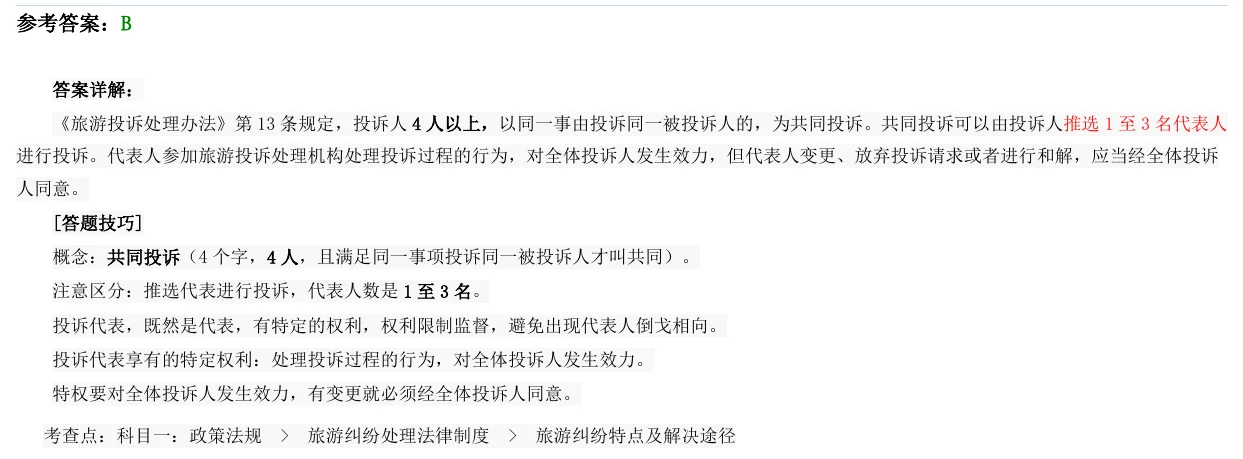 参考答案：B
答案详解：
《旅游投诉处理办法》第 13 条规定，投诉人 4 人以上，以同一事由投诉同一被投诉人的，为共同投诉。共同投诉可以由投诉人推选 1 至 3 名代表人
进行投诉。代表人参加旅游投诉处理机构处理投诉过程的行为，对全体投诉人发生效力，但代表人变更、放弃投诉请求或者进行和解，应当经全体投诉
人同意。
[答题技巧]
概念：共同投诉（4 个字，4 人，且满足同一事项投诉同一被投诉人才叫共同）。
注意区分：推选代表进行投诉，代表人数是 1 至 3 名。
投诉代表，既然是代表，有特定的权利，权利限制监督，避免出现代表人倒戈相向。
投诉代表享有的特定权利：处理投诉过程的行为，对全体投诉人发生效力。
特权要对全体投诉人发生效力，有变更就必须经全体投诉人同意。
考查点：科目一：政策法规 > 旅游纠纷处理法律制度 > 旅游纠纷特点及解决途径